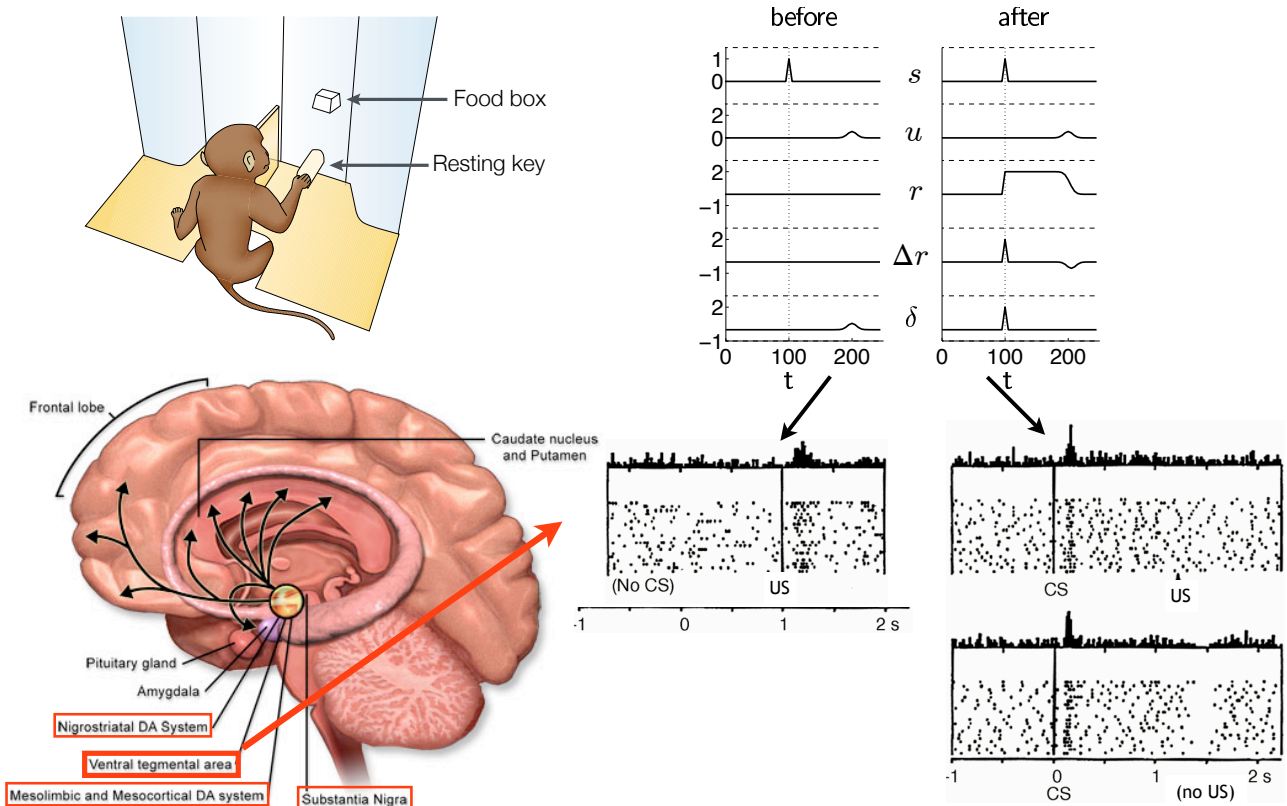 Food box
Resting key
before
after
1
0
s
2
0
u
2
-1
r
2
-1
Δr
2
-1
δ
0 100 200
t
0 100 200
t
Frontal lobe
Caudate nucleus
and Putamen
Pituitary gland
Amygdala
Nigrostriatal DA System
Ventral tegmental area
Mesolimbic and Mesocortical DA system
Substantia Nigra
(No CS)
US
-1 0 1 2 s
CS
US
-1 0 1 2 s
CS
(no US)